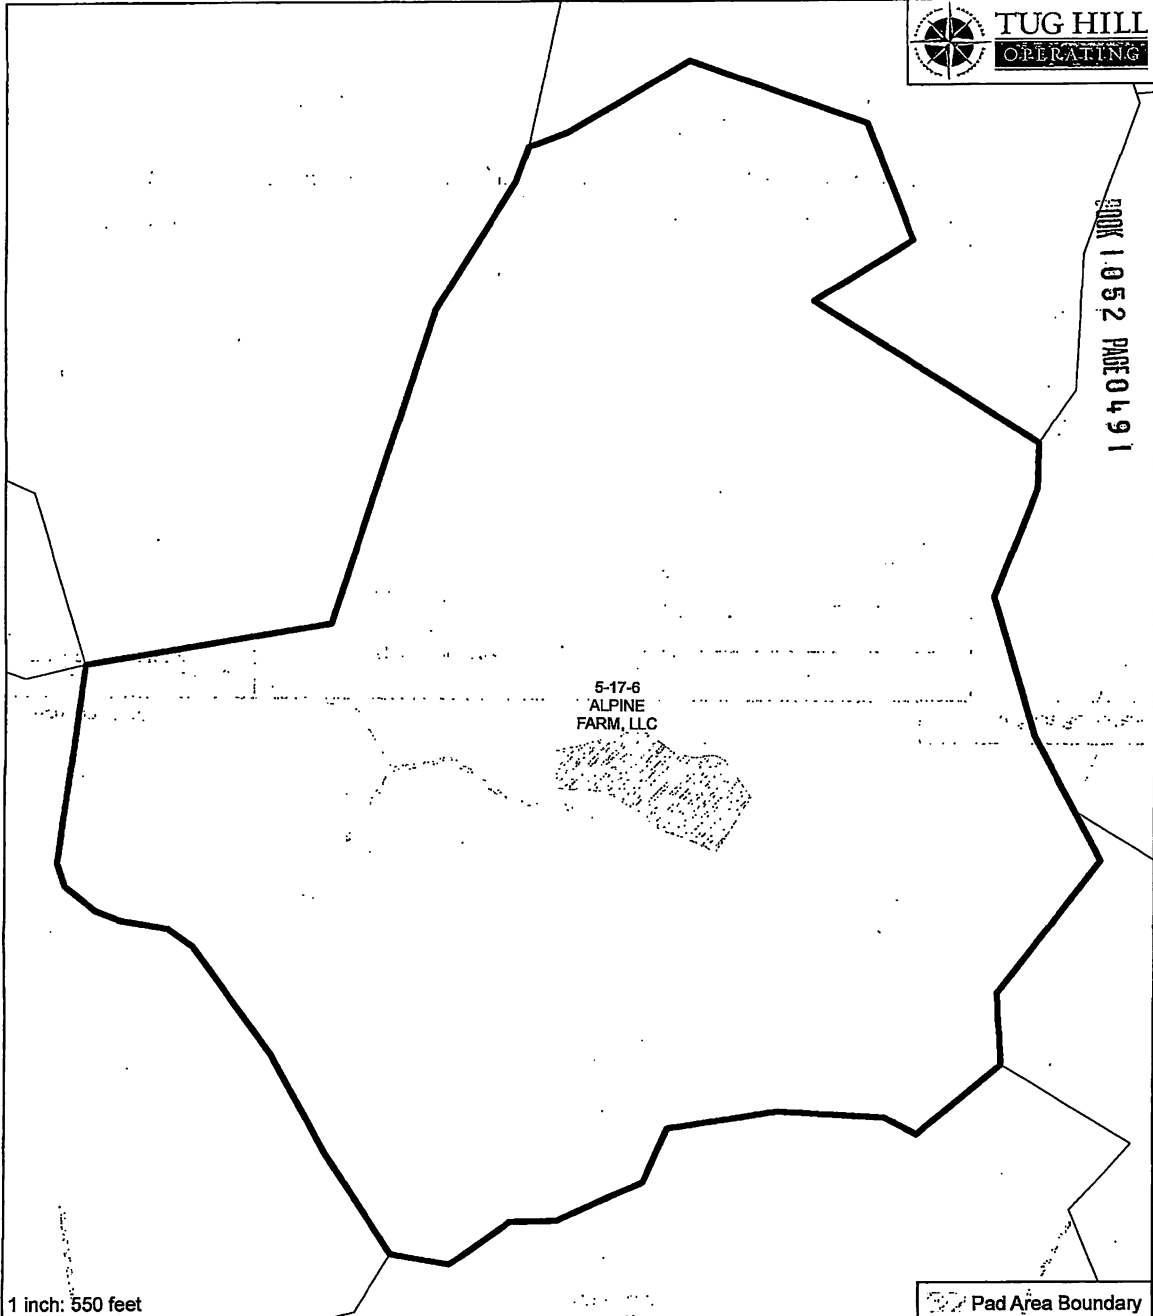 TUG HILL
OPERATING
BOOK 1052 PAGE 0491
5-17-6
ALPINE
FARM, LLC
1 inch: 550 feet
Pad Area Boundary